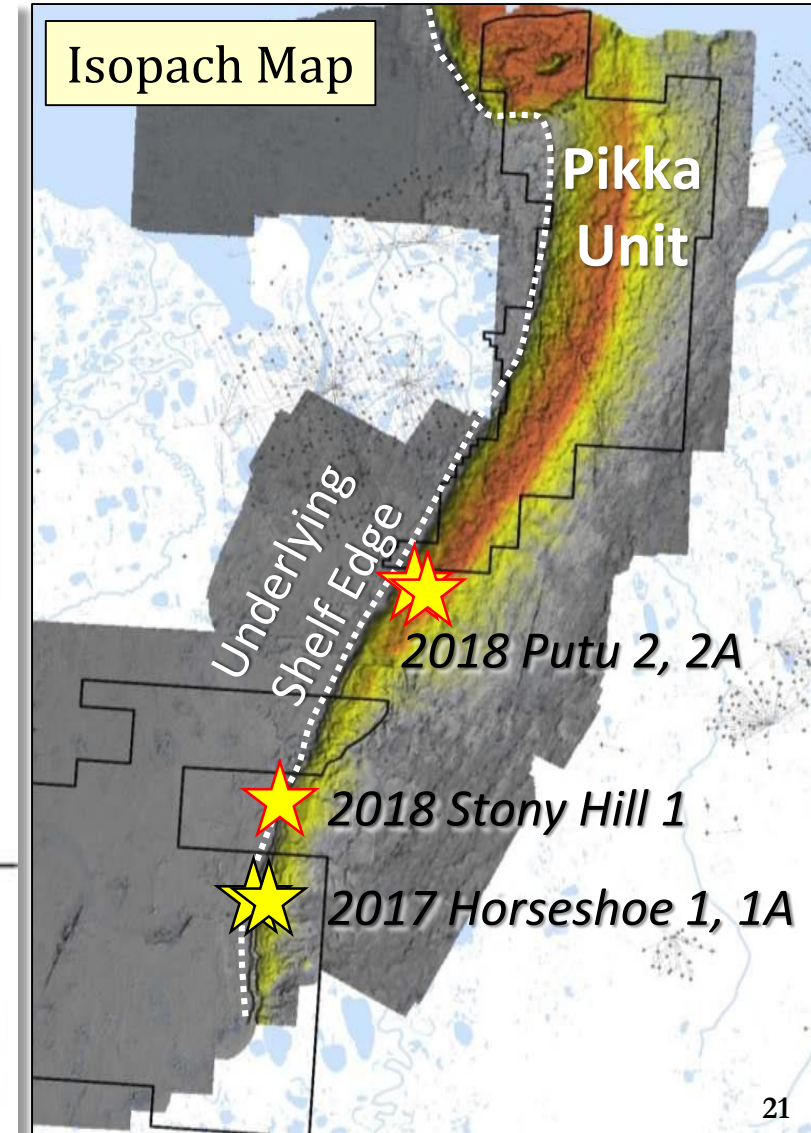 Isopach Map
Pikka
Unit
Underlying
Shelf Edge
2018 Putu 2, 2A
2018 Stony Hill 1
2017 Horseshoe 1, 1A
21